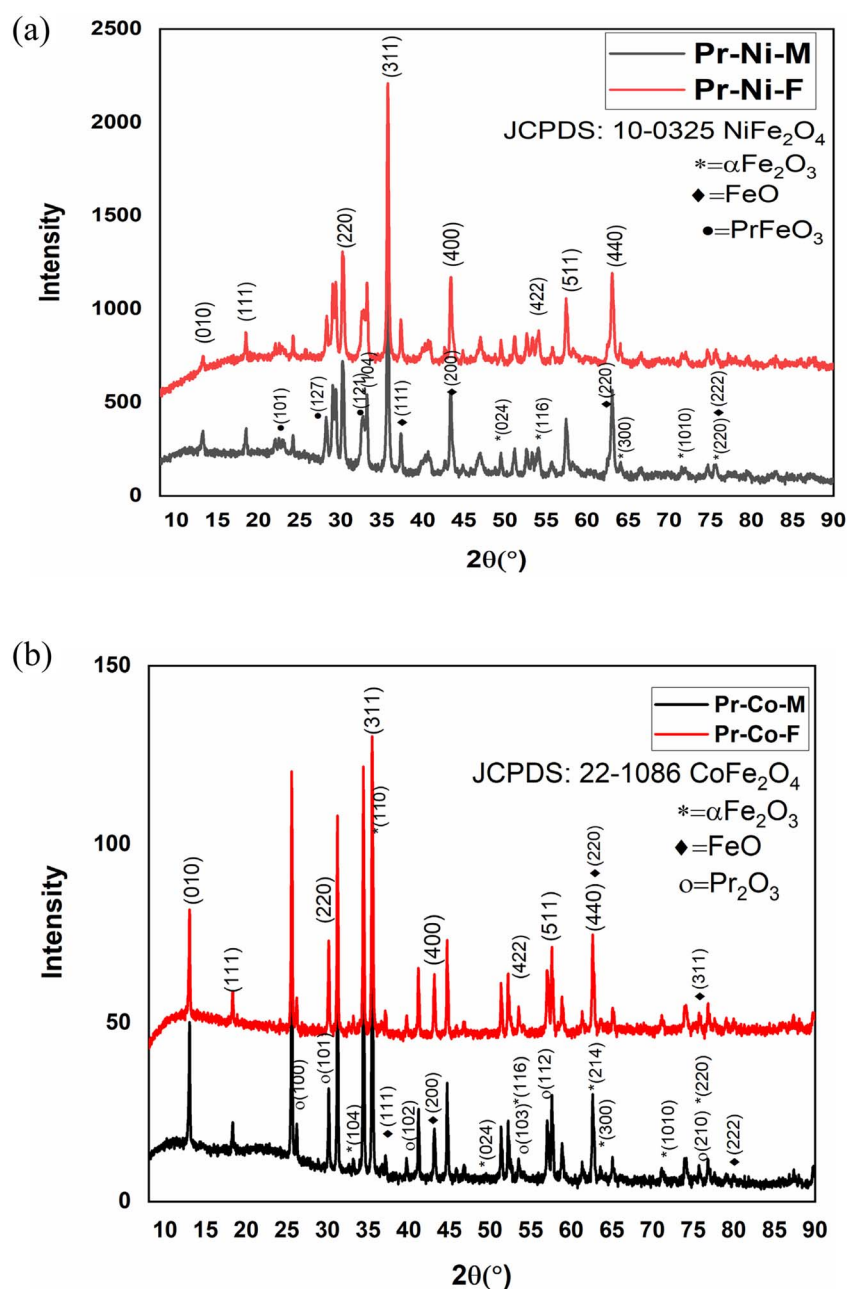 (a)
2500
2000
1500
1000
500
0
Intensity
Pr-Ni-M
Pr-Ni-F
JCPDS: 10-0325 NiFe₂O₄
*=αFe₂O₃
◆=FeO
●=PrFeO₃
(010)
(111)
(220)
(311)
(400)
(422)
(511)
(440)
●(101)
●(127)
●(121)
*(104)
◆(111)
◆(200)
*(024)
*(116)
◆(220)
*(300)
*(1010)
*(220)
◆(222)
10 15 20 25 30 35 40 45 50 55 60 65 70 75 80 85 90
2θ(°)
(b)
150
100
50
0
Intensity
Pr-Co-M
Pr-Co-F
JCPDS: 22-1086 CoFe₂O₄
*=αFe₂O₃
◆=FeO
o=Pr₂O₃
(010)
(111)
(220)
(311)
*(110)
(400)
(422)
(511)
(440)
◆(220)
◆(311)
o(100)
o(101)
*(104)
◆(111)
o(102)
◆(200)
*(024)
o(103)*(116)
o(112)
*(214)
*(300)
*(1010)
o(210)
*(220)
◆(222)
10 15 20 25 30 35 40 45 50 55 60 65 70 75 80 85 90
2θ(°)